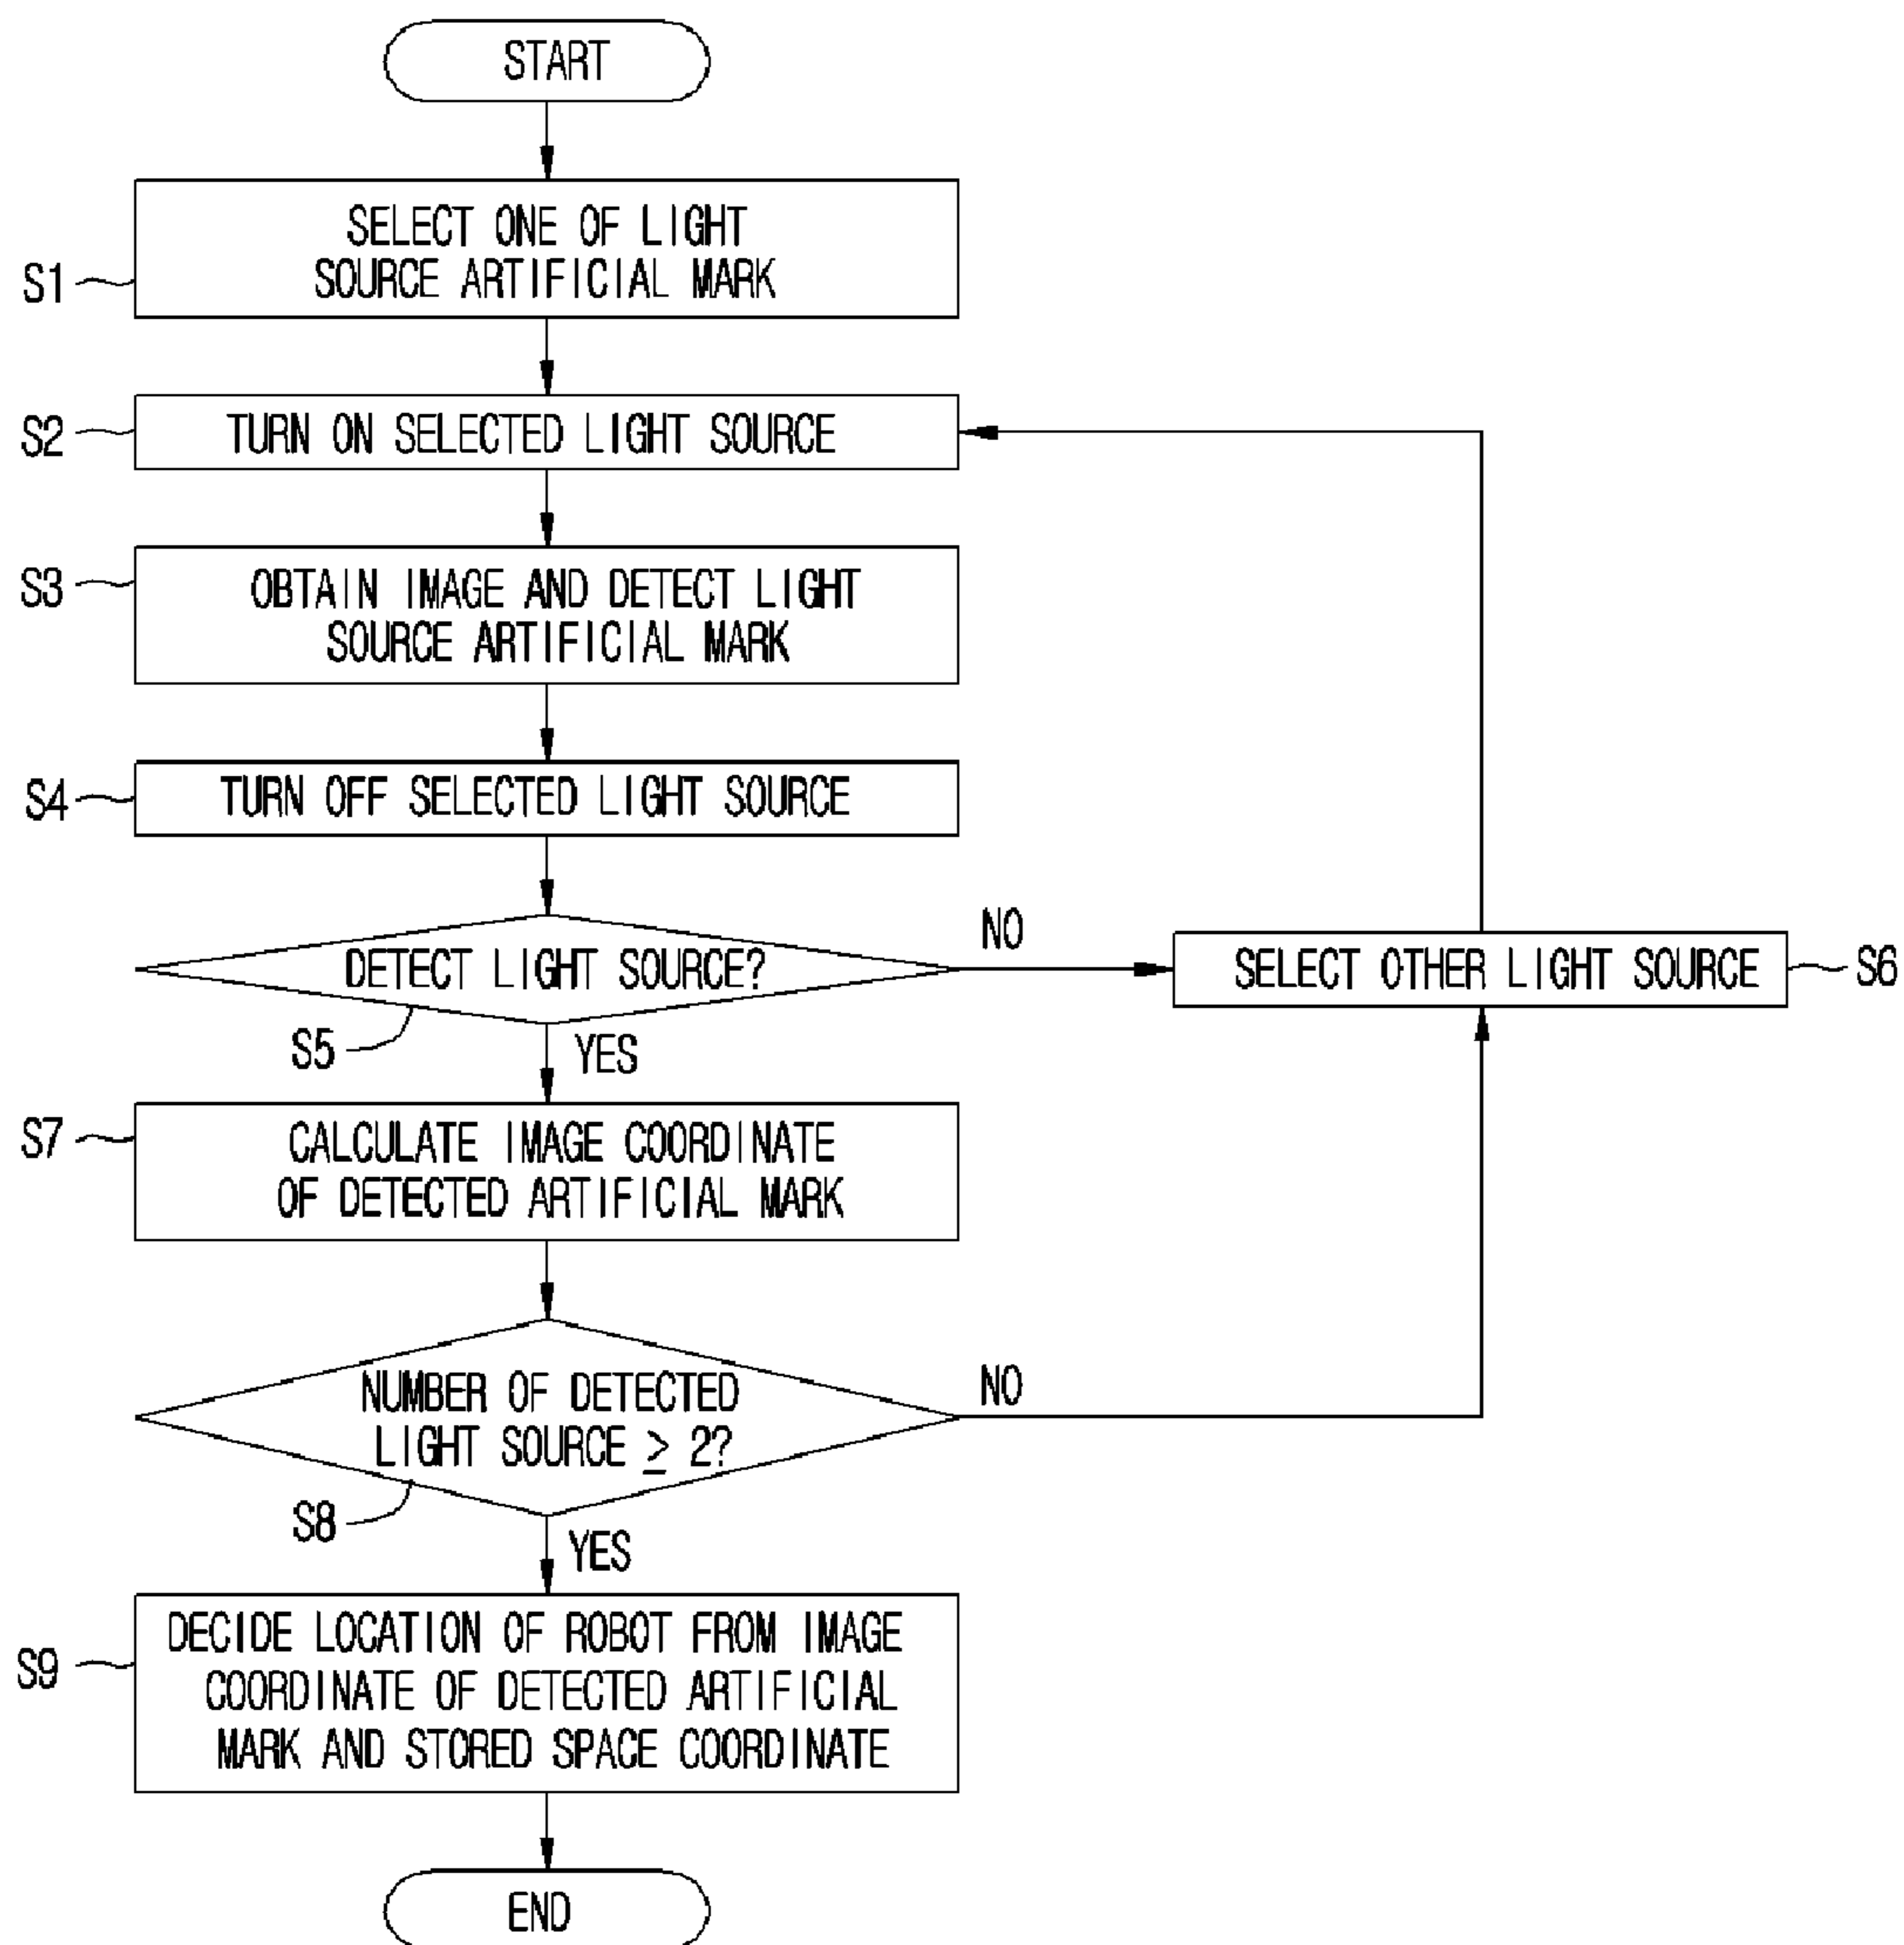 START
SELECT ONE OF LIGHT
SOURCE ARTIFICIAL MARK
S1
TURN ON SELECTED LIGHT SOURCE
S2
OBTAIN IMAGE AND DETECT LIGHT
SOURCE ARTIFICIAL MARK
S3
TURN OFF SELECTED LIGHT SOURCE
S4
DETECT LIGHT SOURCE?
S5
NO
SELECT OTHER LIGHT SOURCE
S6
YES
CALCULATE IMAGE COORDINATE
OF DETECTED ARTIFICIAL MARK
S7
NUMBER OF DETECTED
LIGHT SOURCE ≥ 2?
S8
NO
YES
DECIDE LOCATION OF ROBOT FROM IMAGE
COORDINATE OF DETECTED ARTIFICIAL
MARK AND STORED SPACE COORDINATE
S9
END